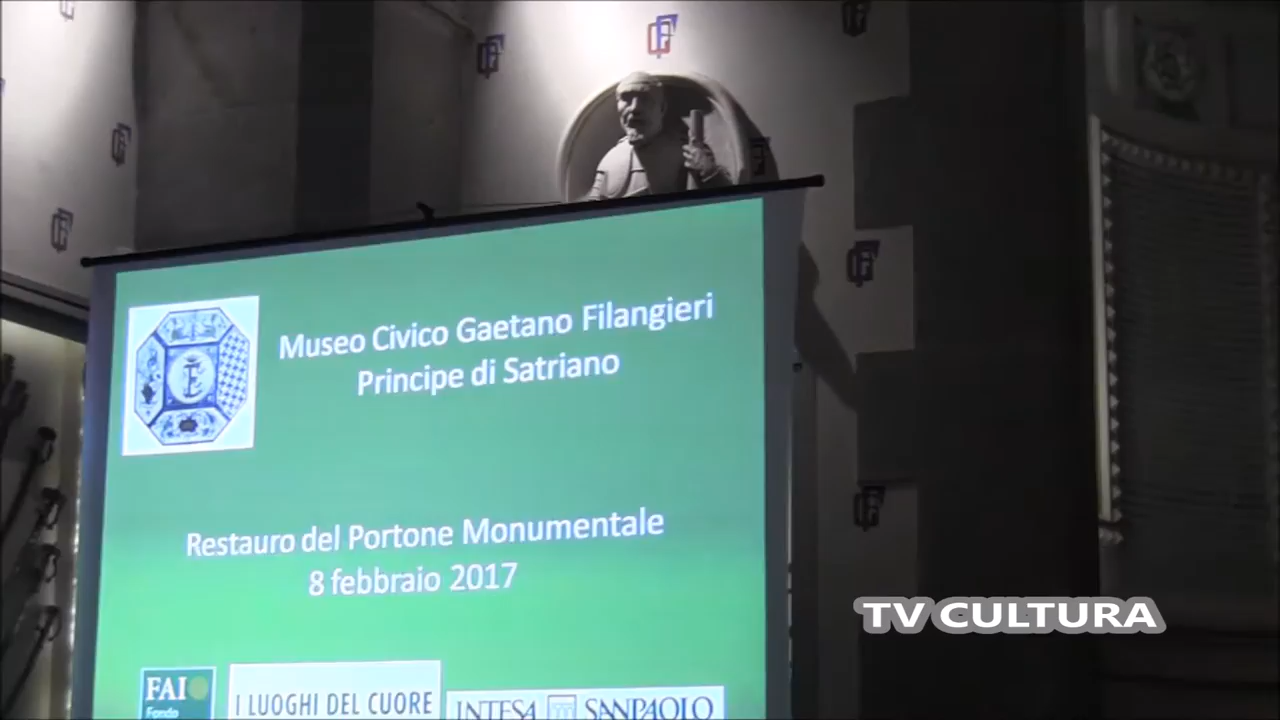 Museo Civico Gaetano Filangieri
Principe di Satriano
Restauro del Portone Monumentale
8 febbraio 2017
TV CULTURA
FAI
Fondo
I LUOGHI DEL CUORE
INTESA SANPAOLO